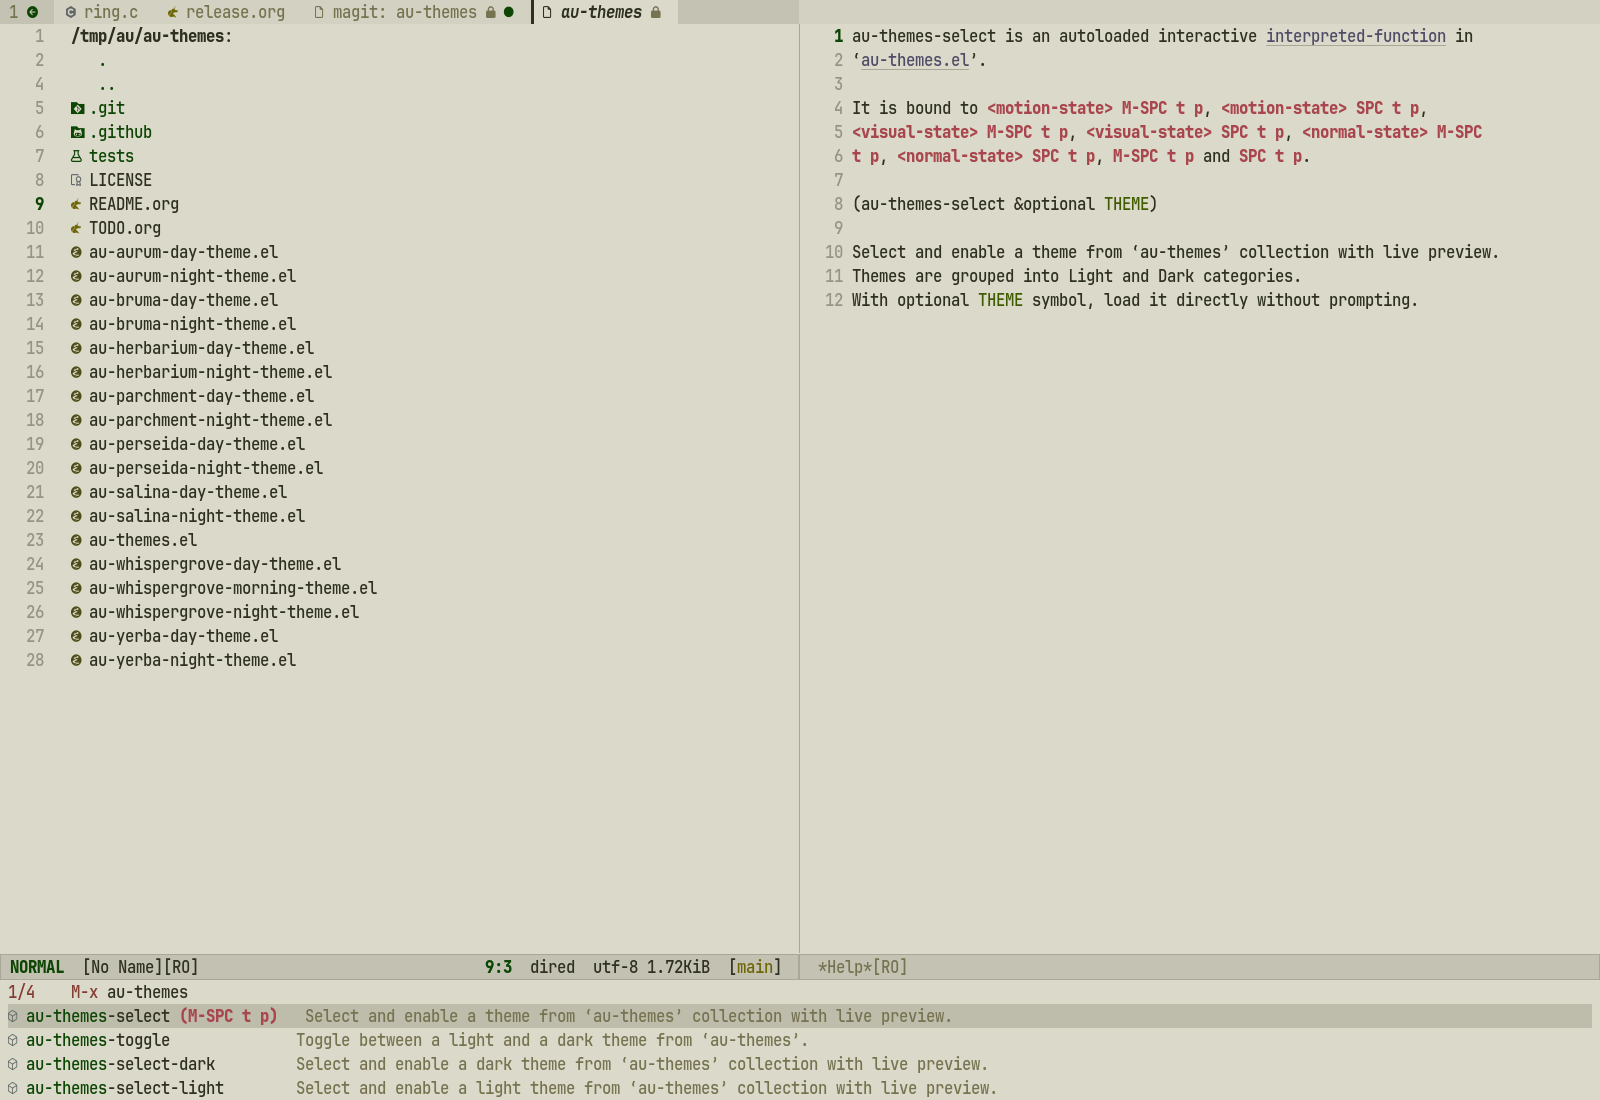 1 ring.c release.org magit: au-themes au-themes
1 /tmp/au/au-themes:
2 .
4 ..
5 .git
6 .github
7 tests
8 LICENSE
9 README.org
10 TODO.org
11 au-aurum-day-theme.el
12 au-aurum-night-theme.el
13 au-bruma-day-theme.el
14 au-bruma-night-theme.el
15 au-herbarium-day-theme.el
16 au-herbarium-night-theme.el
17 au-parchment-day-theme.el
18 au-parchment-night-theme.el
19 au-perseida-day-theme.el
20 au-perseida-night-theme.el
21 au-salina-day-theme.el
22 au-salina-night-theme.el
23 au-themes.el
24 au-whispergrove-day-theme.el
25 au-whispergrove-morning-theme.el
26 au-whispergrove-night-theme.el
27 au-yerba-day-theme.el
28 au-yerba-night-theme.el
1 au-themes-select is an autoloaded interactive interpreted-function in
2 ‘au-themes.el’.
3
4 It is bound to <motion-state> M-SPC t p, <motion-state> SPC t p,
5 <visual-state> M-SPC t p, <visual-state> SPC t p, <normal-state> M-SPC
6 t p, <normal-state> SPC t p, M-SPC t p and SPC t p.
7
8 (au-themes-select &optional THEME)
9
10 Select and enable a theme from ‘au-themes’ collection with live preview.
11 Themes are grouped into Light and Dark categories.
12 With optional THEME symbol, load it directly without prompting.
NORMAL [No Name][RO] 9:3 dired utf-8 1.72KiB [main]
*Help*[RO]
1/4 M-x au-themes
au-themes-select (M-SPC t p) Select and enable a theme from ‘au-themes’ collection with live preview.
au-themes-toggle Toggle between a light and a dark theme from ‘au-themes’.
au-themes-select-dark Select and enable a dark theme from ‘au-themes’ collection with live preview.
au-themes-select-light Select and enable a light theme from ‘au-themes’ collection with live preview.